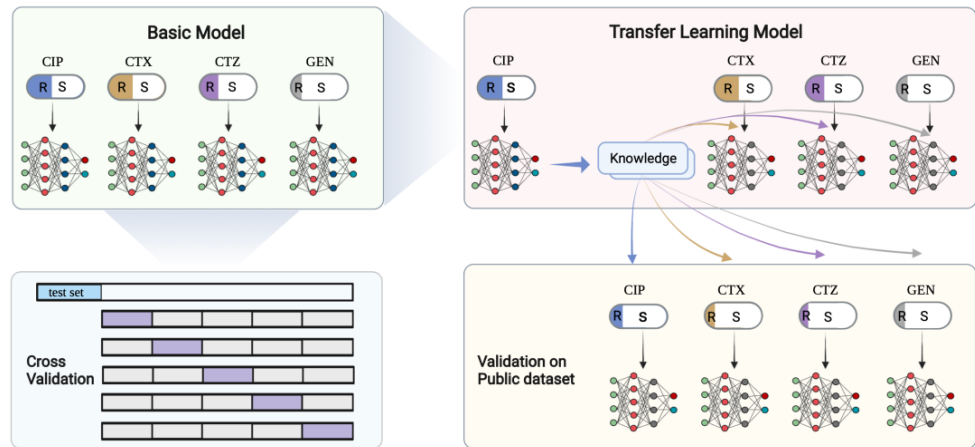 Basic Model
CIP CTX CTZ GEN
R S R S R S R S
Transfer Learning Model
CIP CTX CTZ GEN
R S R S R S R S
Knowledge
test set
Cross
Validation
CIP CTX CTZ GEN
R S R S R S R S
Validation on
Public dataset